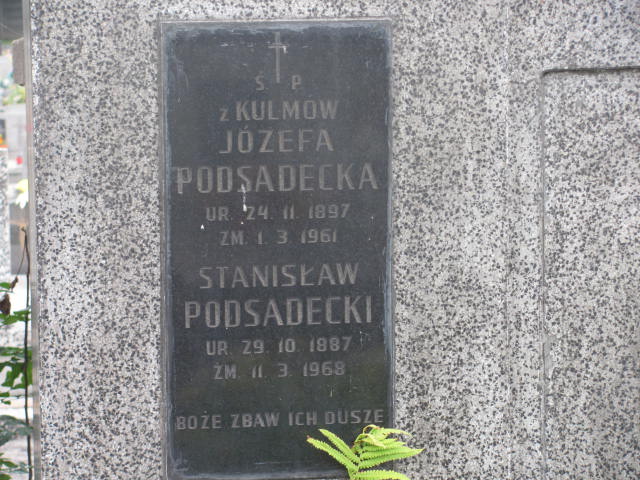 Ś P
z KULMOW
JÓZEFA
PODSADECKA
UR. 24. 11. 1897
ZM. 1. 3. 1961
STANISŁAW
PODSADECKI
UR. 29. 10. 1887
ZM. 11. 3. 1968
BOŻE ZBAW ICH DUSZE